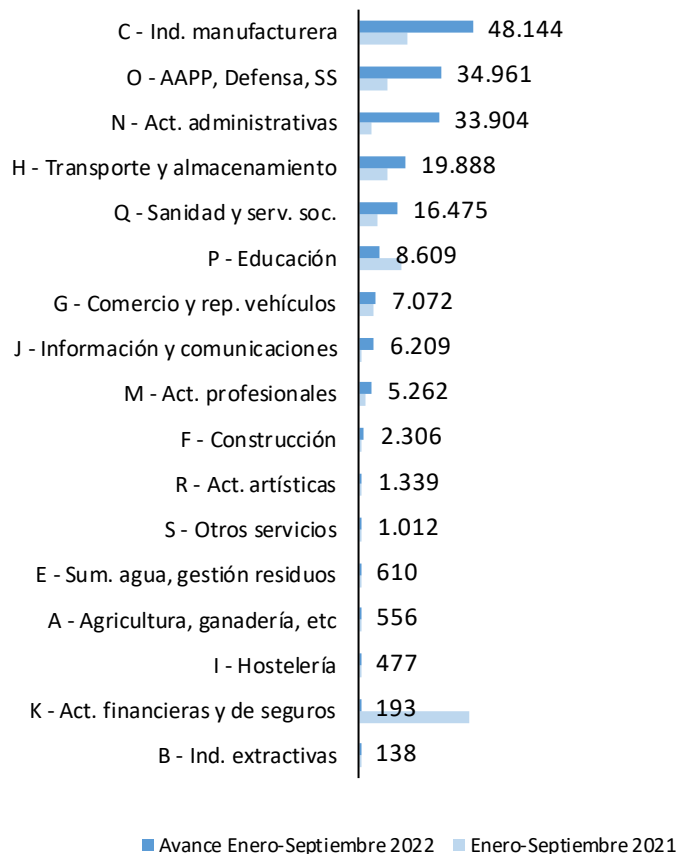 C - Ind. manufacturera 48.144
O - AAPP, Defensa, SS 34.961
N - Act. administrativas 33.904
H - Transporte y almacenamiento 19.888
Q - Sanidad y serv. soc. 16.475
P - Educación 8.609
G - Comercio y rep. vehículos 7.072
J - Información y comunicaciones 6.209
M - Act. profesionales 5.262
F - Construcción 2.306
R - Act. artísticas 1.339
S - Otros servicios 1.012
E - Sum. agua, gestión residuos 610
A - Agricultura, ganadería, etc 556
I - Hostelería 477
K - Act. financieras y de seguros 193
B - Ind. extractivas 138
Avance Enero-Septiembre 2022 Enero-Septiembre 2021